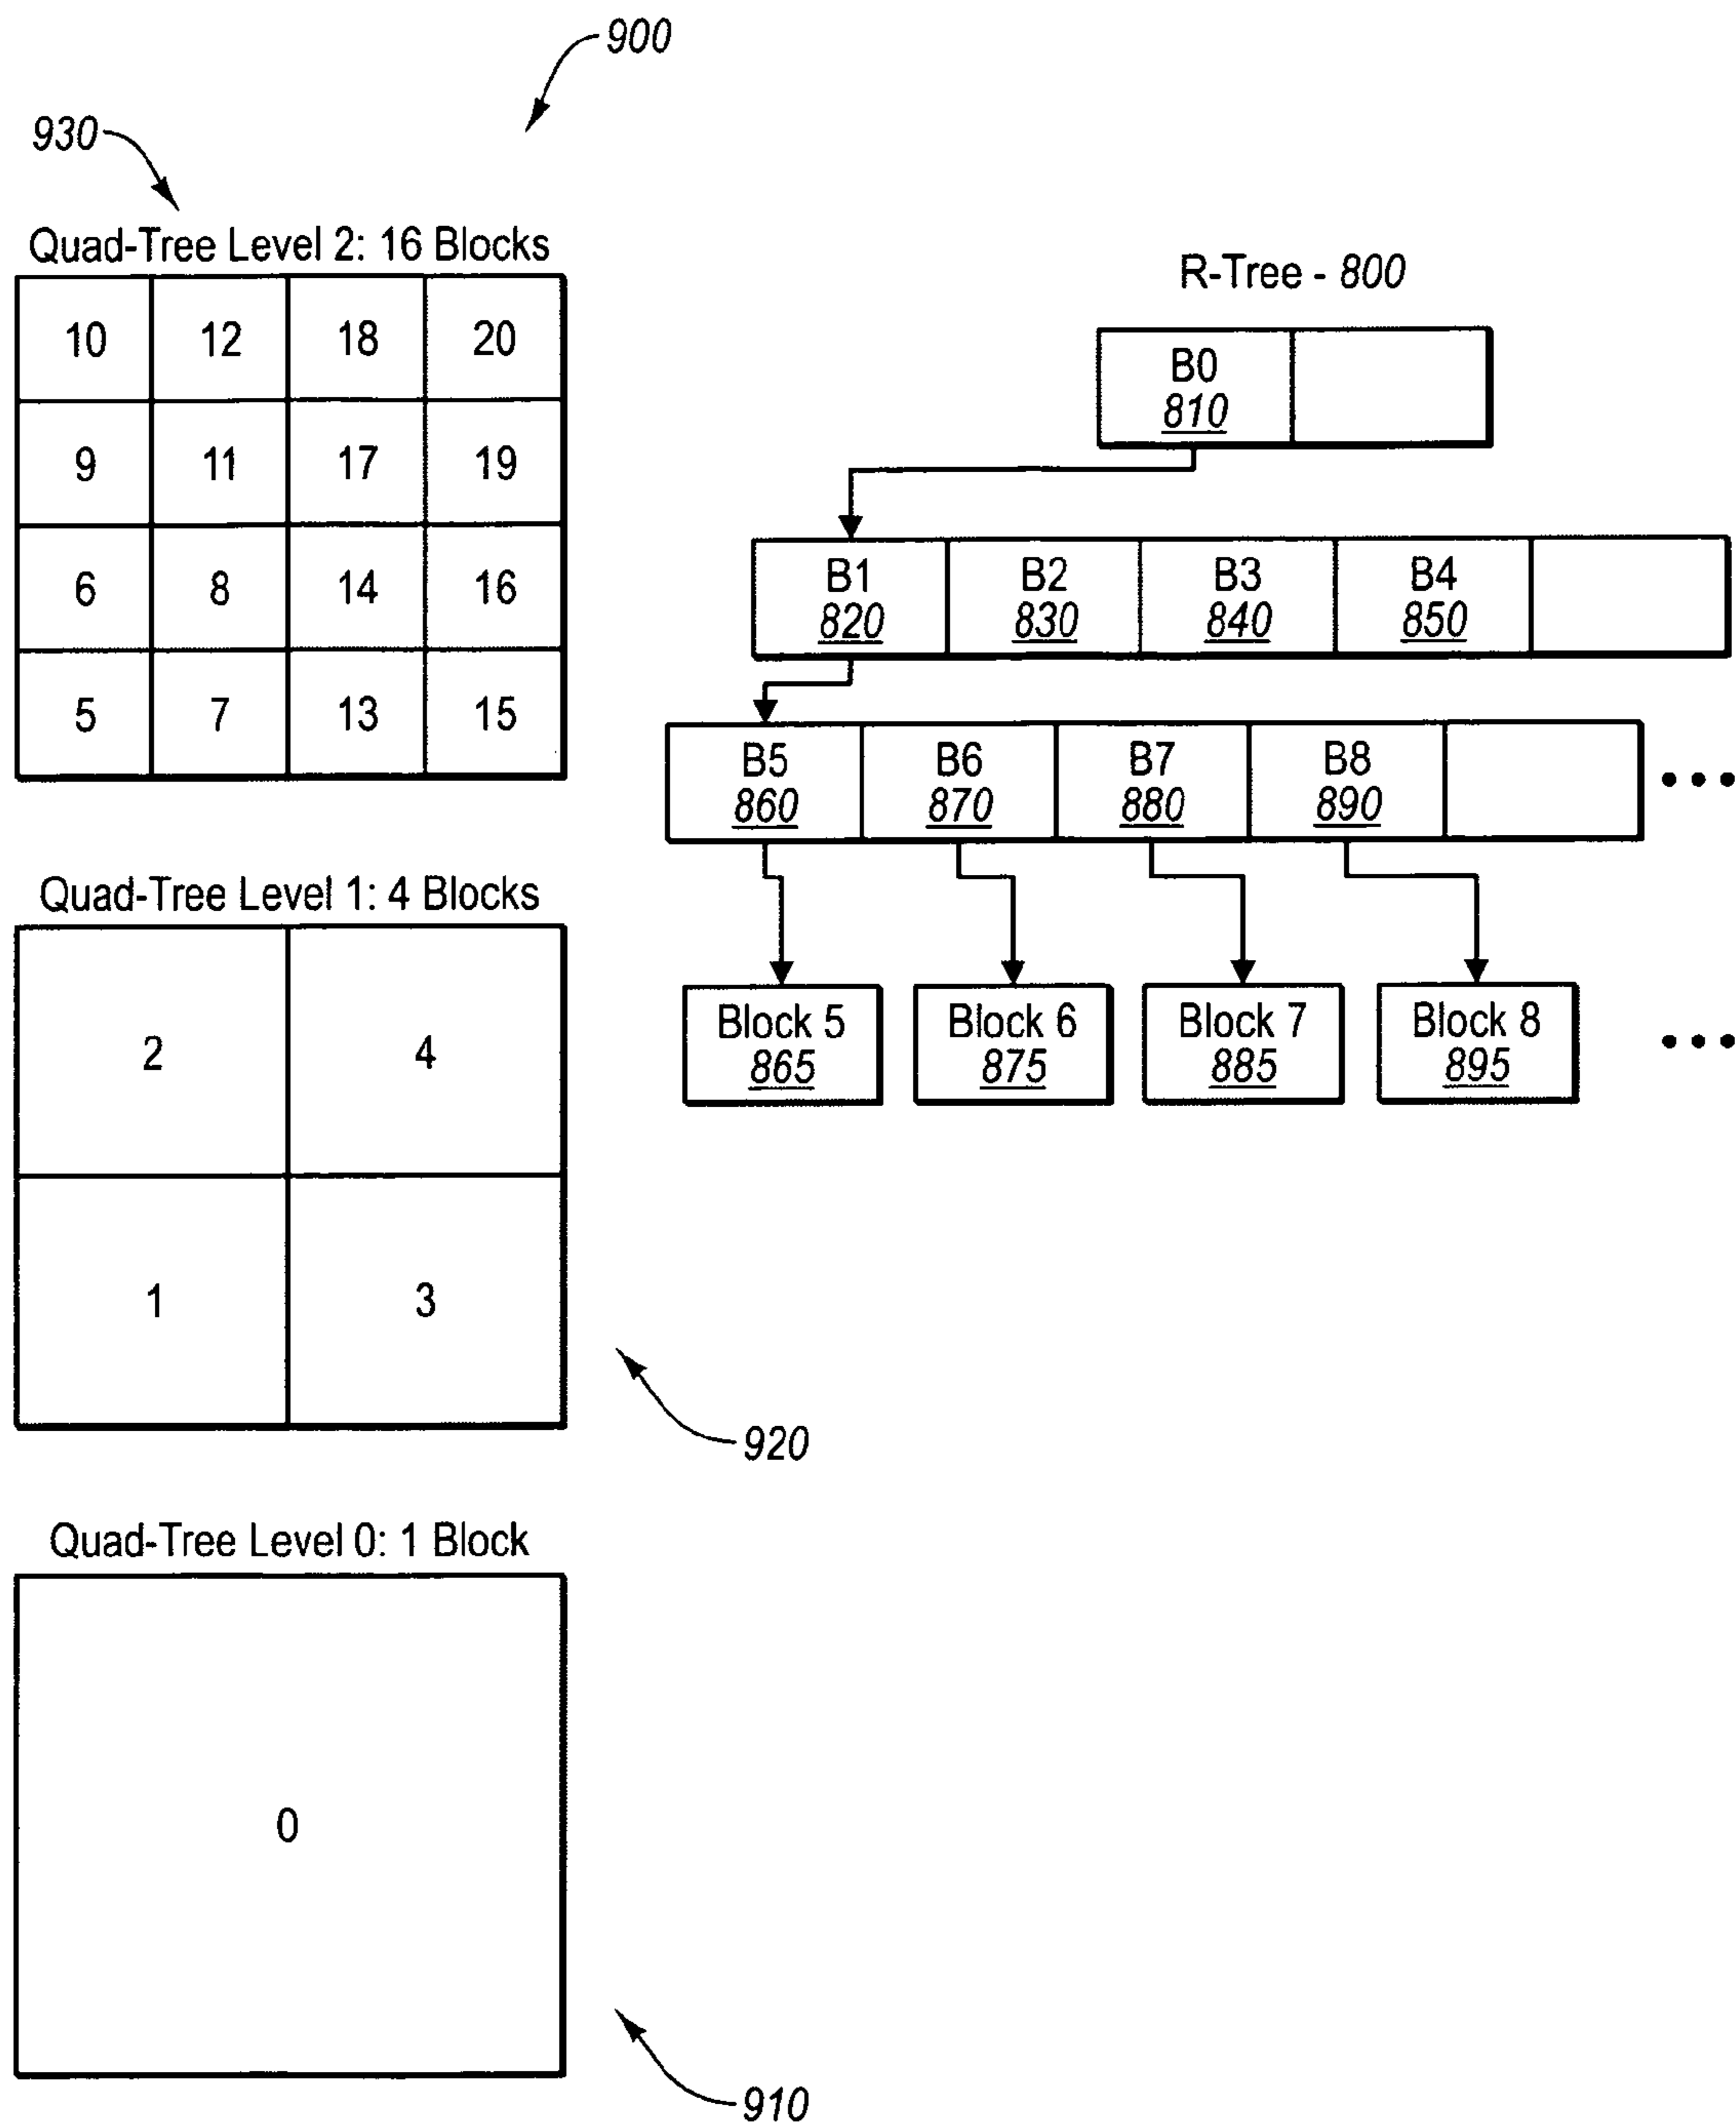 900
930
Quad-Tree Level 2: 16 Blocks
10 12 18 20
9 11 17 19
6 8 14 16
5 7 13 15
R-Tree - 800
B0
810
B1 B2 B3 B4
820 830 840 850
B5 B6 B7 B8
860 870 880 890
Block 5 Block 6 Block 7 Block 8
865 875 885 895
Quad-Tree Level 1: 4 Blocks
2 4
1 3
920
Quad-Tree Level 0: 1 Block
0
910